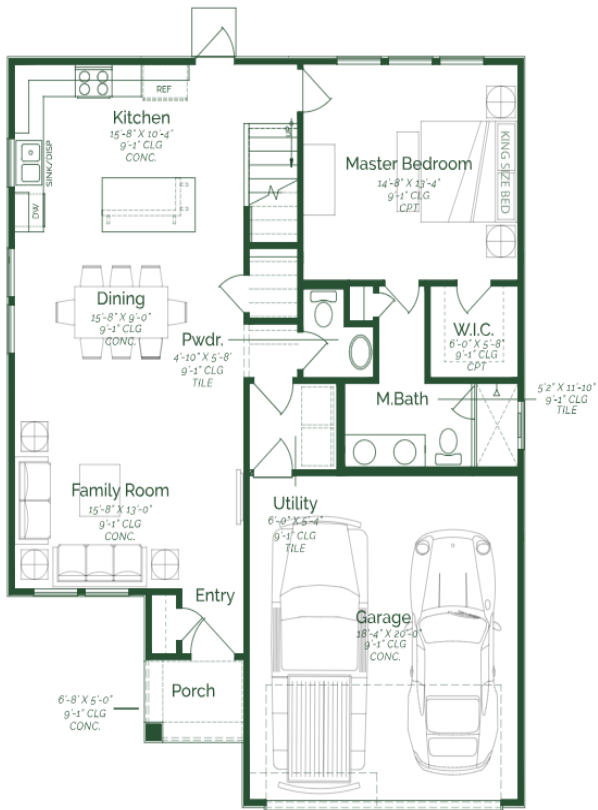 REF
Kitchen
15'-8" X 10'-4"
9'-1" CLG
CONC.
SINK/DISP
DW
UP
Master Bedroom
14'-8" X 13'-4"
9'-1" CLG
CPT
KING SIZE BED
Dining
15'-8" X 9'-0"
9'-1" CLG
CONC.
Pwdr.
4'-10" X 5'-8"
9'-1" CLG
TILE
W.I.C.
6'-0" X 5'-8"
9'-1" CLG
CPT
M.Bath
5'2" X 11'-10"
9'-1" CLG
TILE
Family Room
15'-8" X 13'-0"
9'-1" CLG
CONC.
Utility
6'-0" X 5'-4"
9'-1" CLG
TILE
Entry
Garage
18'-4" X 20'-0"
9'-1" CLG
CONC.
Porch
6'-8' X 5'-0"
9'-1" CLG
CONC.